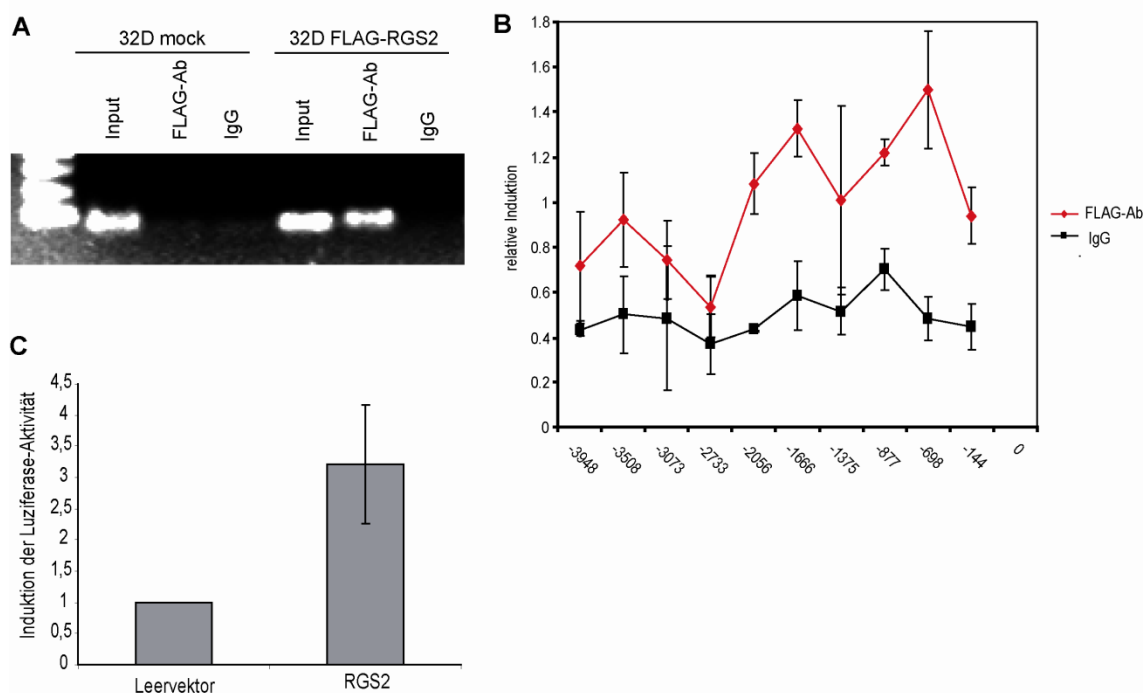 A
32D mock
32D FLAG-RGS2
Input
FLAG-Ab
IgG
Input
FLAG-Ab
IgG
B
relative Induktion
1.8
1.6
1.4
1.2
1
0.8
0.6
0.4
0.2
0
-3948
-3508
-3073
-2733
-2056
-1666
-1375
-877
-698
-144
0
FLAG-Ab
IgG
C
Induktion der Luziferase-Aktivität
4,5
4
3,5
3
2,5
2
1,5
1
0,5
0
Leervektor
RGS2